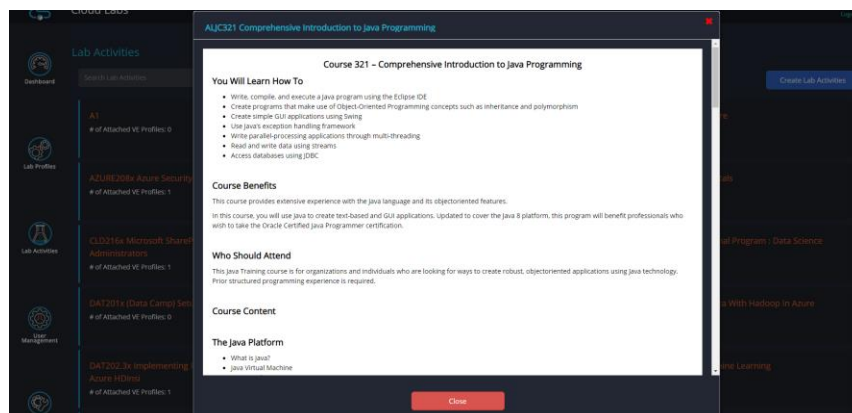 Cloud Labs
Dashboard
Lab Profiles
Lab Activities
User
Management
Lab Activities
Search Lab Activities
Create Lab Activities
A1
# of Attached VE Profiles: 0
AZURE208x Azure Security
# of Attached VE Profiles: 1
CLD216x Microsoft ShareP
Administrators
# of Attached VE Profiles: 1
nal Program : Data Science
DAT201x (Data Camp) Set
# of Attached VE Profiles: 0
a With Hadoop in Azure
DAT202.3x Implementing
Azure HDInsi
# of Attached VE Profiles: 1
ine Learning
ALJC321 Comprehensive Introduction to Java Programming
Course 321 – Comprehensive Introduction to Java Programming
You Will Learn How To
• Write, compile, and execute a Java program using the Eclipse IDE
• Create programs that make use of Object-Oriented Programming concepts such as inheritance and polymorphism
• Create simple GUI applications using Swing
• Use Java's exception handling framework
• Write parallel-processing applications through multi-threading
• Read and write data using streams
• Access databases using JDBC
Course Benefits
This course provides extensive experience with the Java language and its objectoriented features.
In this course, you will use Java to create text-based and GUI applications. Updated to cover the Java 8 platform, this program will benefit professionals who
wish to take the Oracle Certified Java Programmer certification.
Who Should Attend
This Java Training course is for organizations and individuals who are looking for ways to create robust, objectoriented applications using Java technology.
Prior structured programming experience is required.
Course Content
The Java Platform
• What is Java?
• Java Virtual Machine
Close